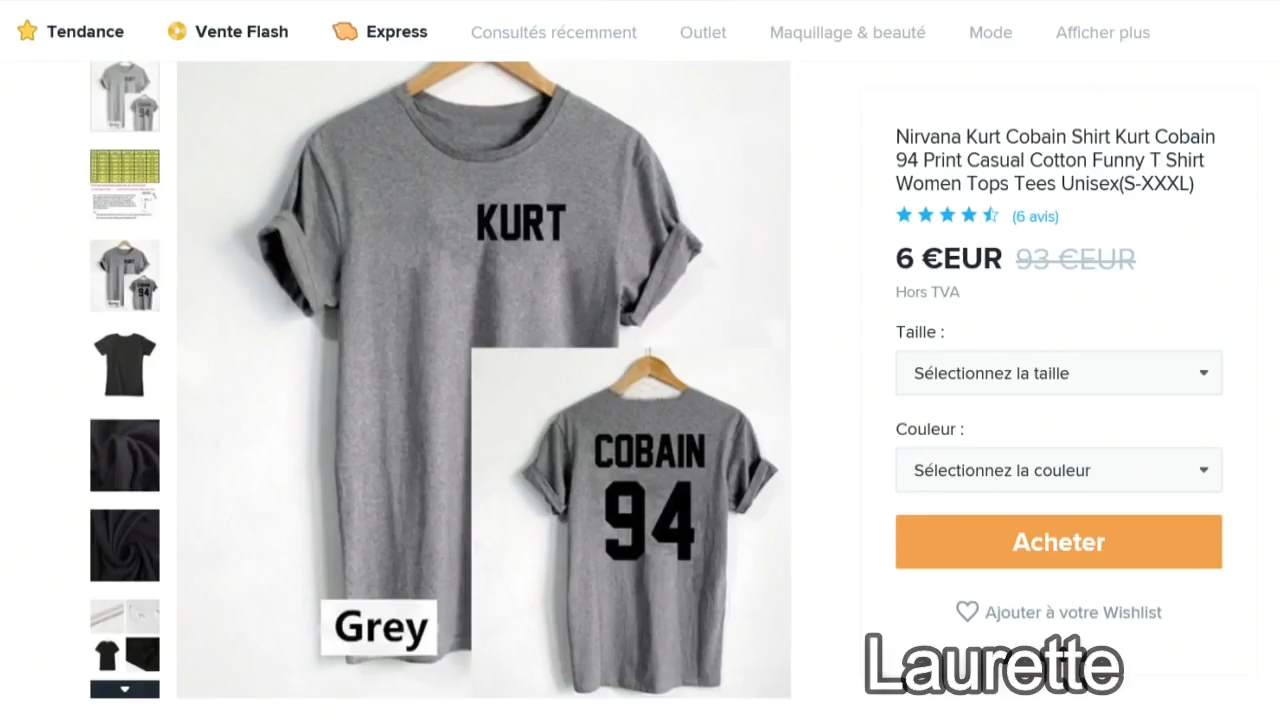 Tendance
Vente Flash
Express
Consultés récemment
Outlet
Maquillage & beauté
Mode
Afficher plus
KURT
COBAIN
94
Grey
Nirvana Kurt Cobain Shirt Kurt Cobain
94 Print Casual Cotton Funny T Shirt
Women Tops Tees Unisex(S-XXXL)
(6 avis)
6 €EUR 93 €EUR
Hors TVA
Taille :
Sélectionnez la taille
Couleur :
Sélectionnez la couleur
Acheter
Ajouter à votre Wishlist
Laurette